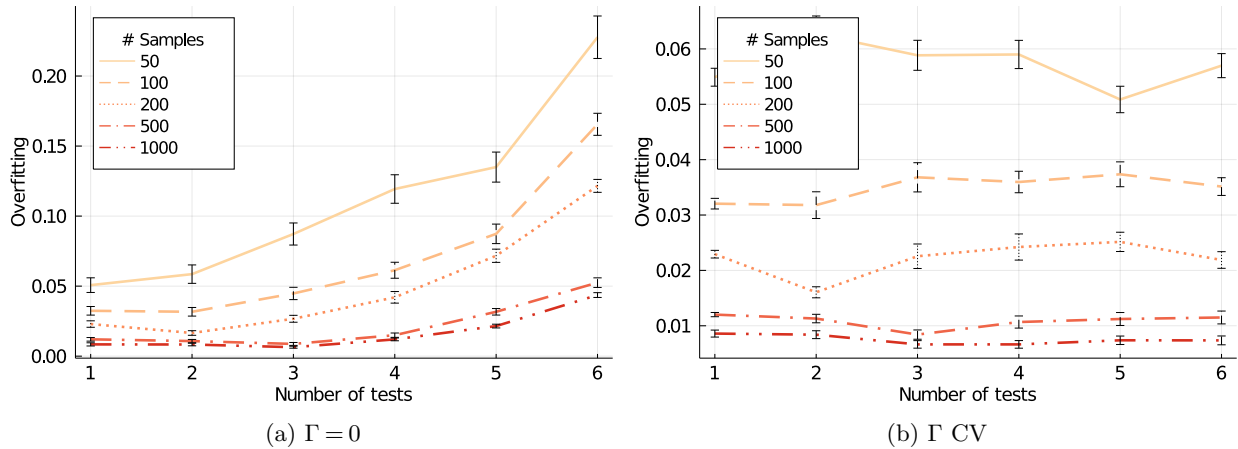 Overfitting
0.20
0.15
0.10
0.05
0.00
# Samples
50
100
200
500
1000
1 2 3 4 5 6
Number of tests
(a) Γ = 0
Overfitting
0.06
0.05
0.04
0.03
0.02
0.01
# Samples
50
100
200
500
1000
1 2 3 4 5 6
Number of tests
(b) Γ CV